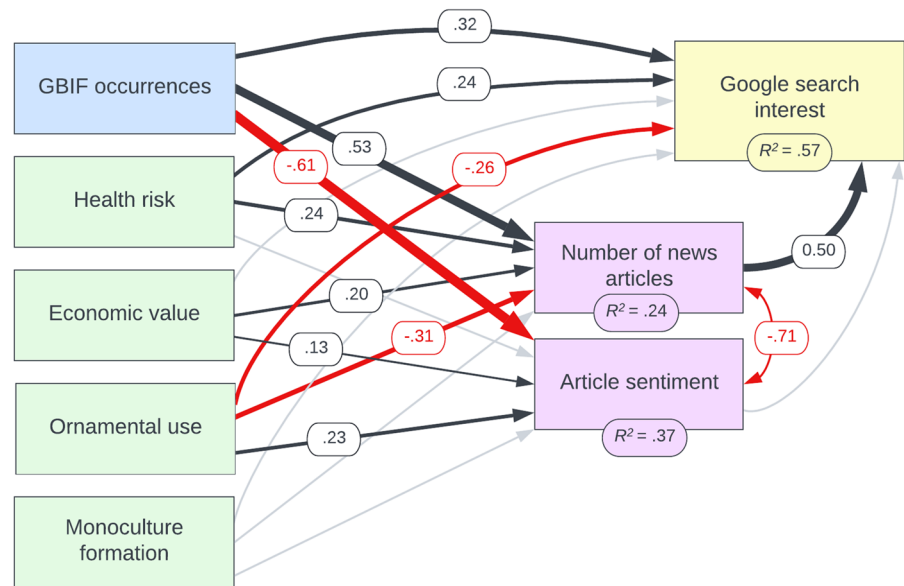 .32
GBIF occurrences
Google search
interest
.24
R² = .57
.53
-.61
-.26
Health risk
.24
Number of news
articles
0.50
R² = .24
Economic value
.20
-.31
-.71
.13
Article sentiment
R² = .37
Ornamental use
.23
Monoculture
formation